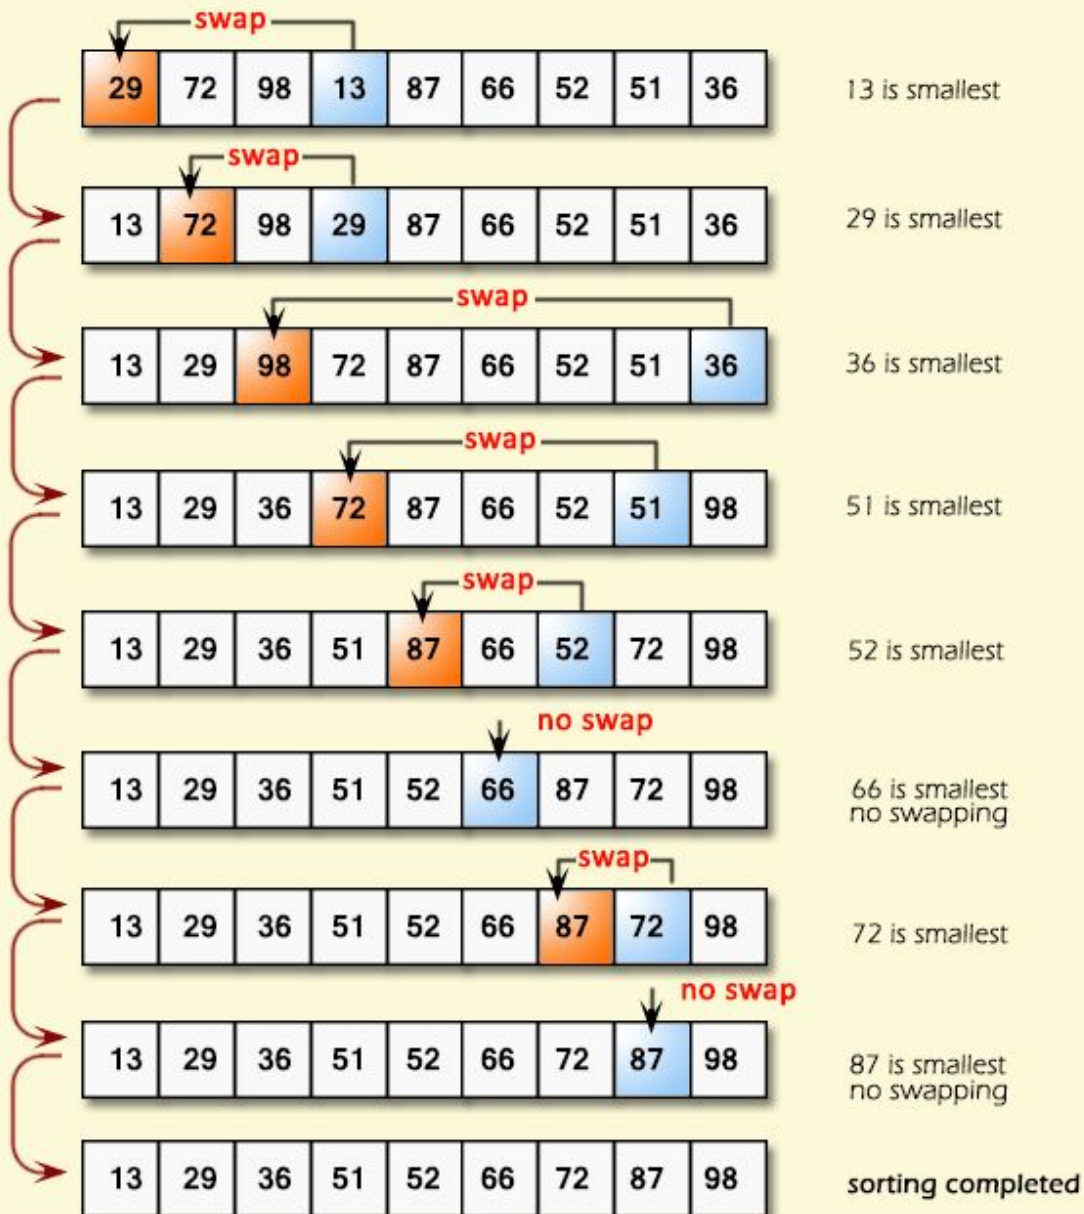 swap
29 72 98 13 87 66 52 51 36 13 is smallest
swap
13 72 98 29 87 66 52 51 36 29 is smallest
swap
13 29 98 72 87 66 52 51 36 36 is smallest
swap
13 29 36 72 87 66 52 51 98 51 is smallest
swap
13 29 36 51 87 66 52 72 98 52 is smallest
no swap
13 29 36 51 52 66 87 72 98 66 is smallest
no swapping
swap
13 29 36 51 52 66 87 72 98 72 is smallest
no swap
13 29 36 51 52 66 72 87 98 87 is smallest
no swapping
13 29 36 51 52 66 72 87 98 sorting completed